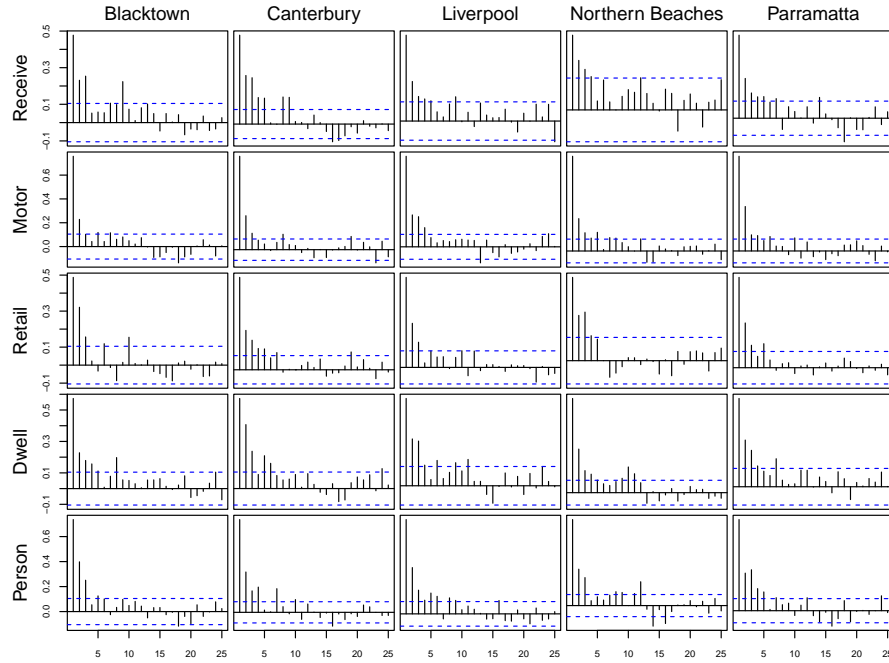 Blacktown Canterbury Liverpool Northern Beaches Parramatta
Receive
-0.1 0.1 0.3 0.5
Motor
0.0 0.2 0.4 0.6
Retail
-0.1 0.1 0.3 0.5
Dwell
-0.1 0.1 0.3 0.5
Person
0.0 0.2 0.4 0.6
5 10 15 20 25 5 10 15 20 25 5 10 15 20 25 5 10 15 20 25 5 10 15 20 25